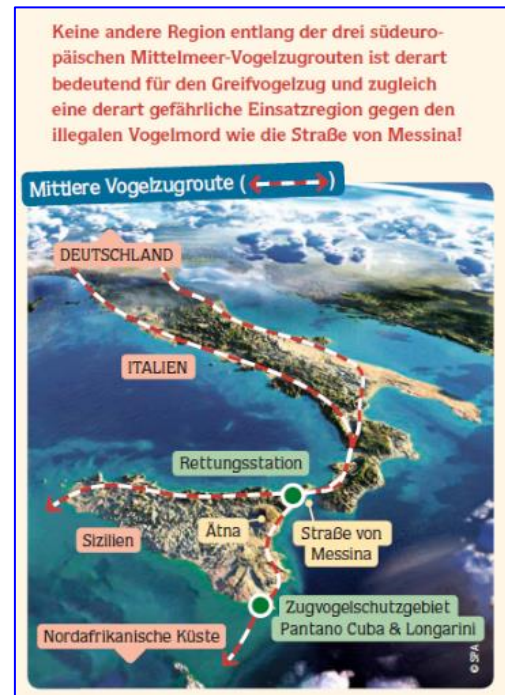 Keine andere Region entlang der drei südeuro-
päischen Mittelmeer-Vogelzugrouten ist derart
bedeutend für den Greifvogelzug und zugleich
eine derart gefährliche Einsatzregion gegen den
illegalen Vogelmord wie die Straße von Messina!
Mittlere Vogelzugroute ( )
DEUTSCHLAND
ITALIEN
Rettungsstation
Ätna
Straße von
Messina
Sizilien
Zugvogelschutzgebiet
Pantano Cuba & Longarini
Nordafrikanische Küste
© SPA